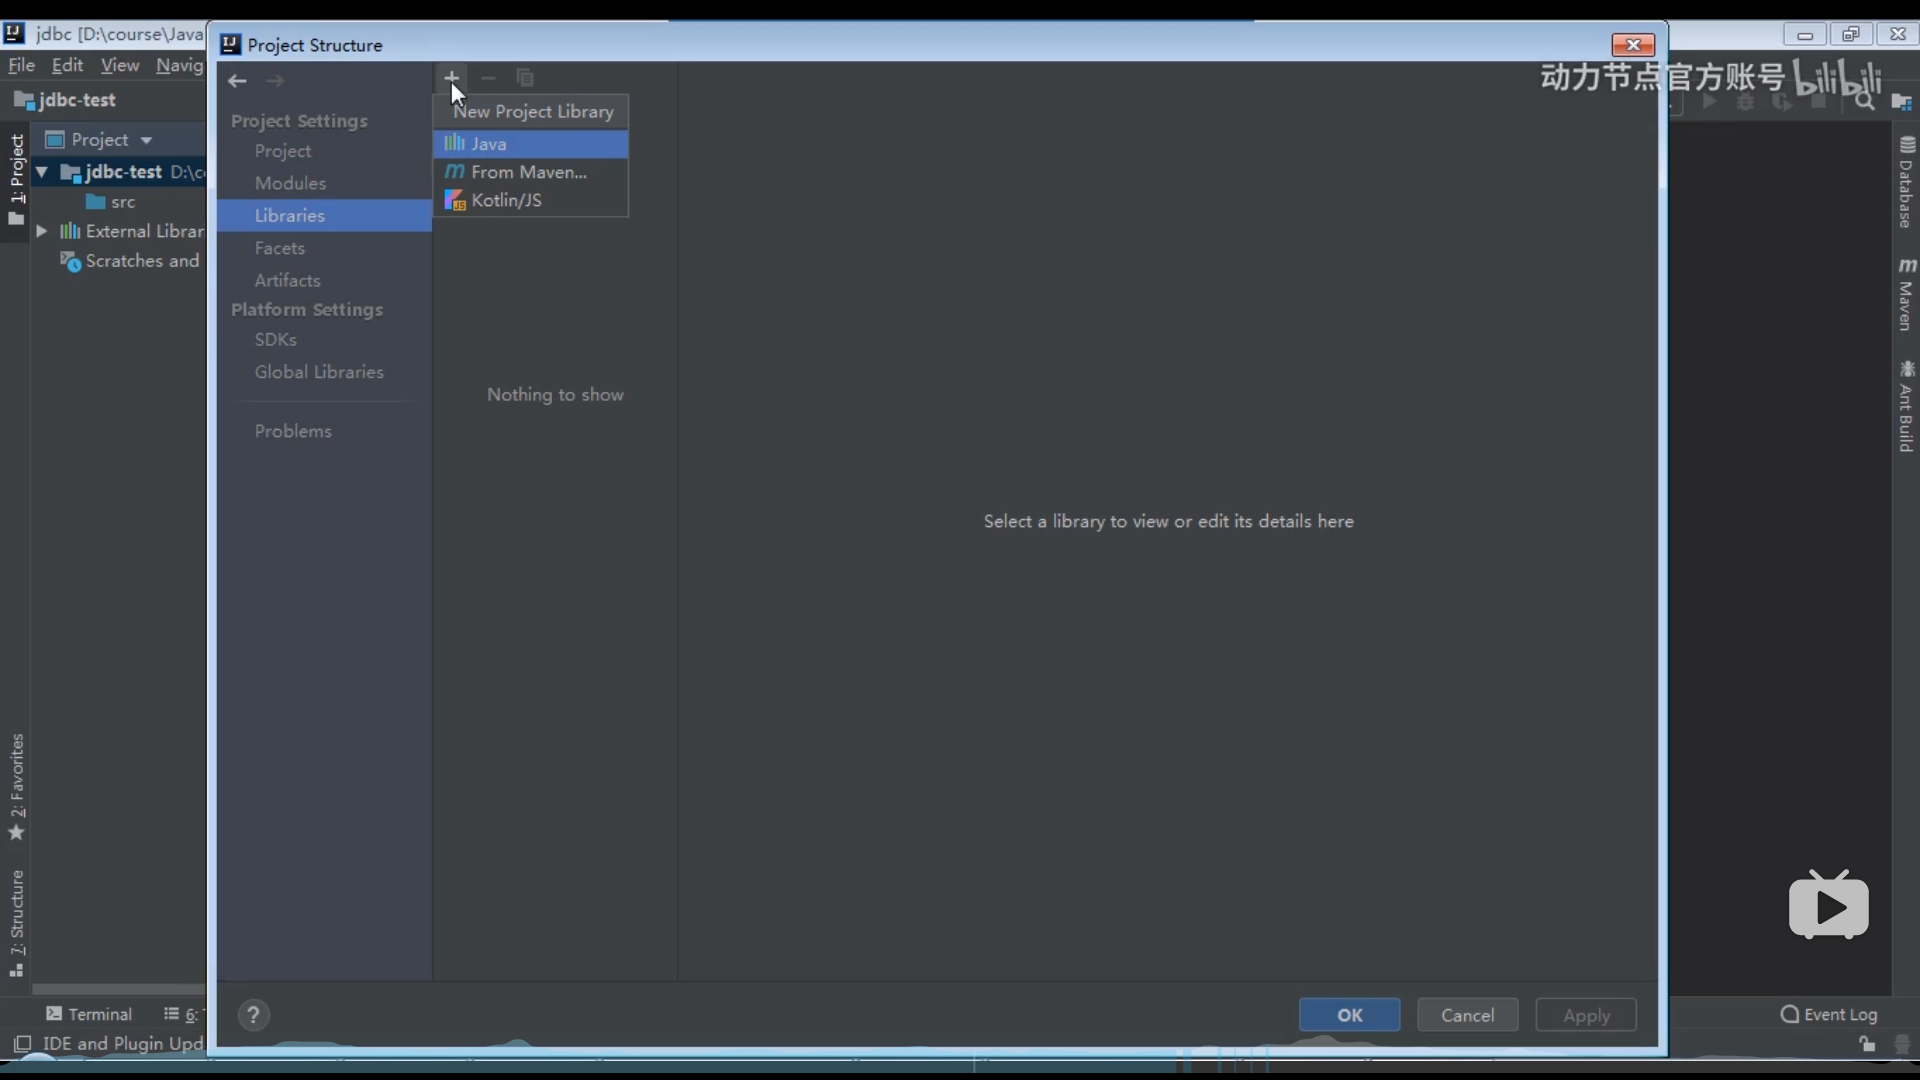 jdbc [D:\course\Java
Project Structure
File Edit View Navig
动力节点官方账号 bilibili
jdbc-test
New Project Library
Project Settings
Project
1: Project
Java
Project
jdbc-test D:\c
From Maven...
Modules
src
Kotlin/JS
Libraries
Database
External Librar
Facets
Scratches and
Artifacts
Maven
Platform Settings
SDKs
Global Libraries
Nothing to show
Ant Build
Problems
Select a library to view or edit its details here
2: Favorites
7: Structure
Terminal
6:
?
OK
Cancel
Apply
Event Log
IDE and Plugin Upd